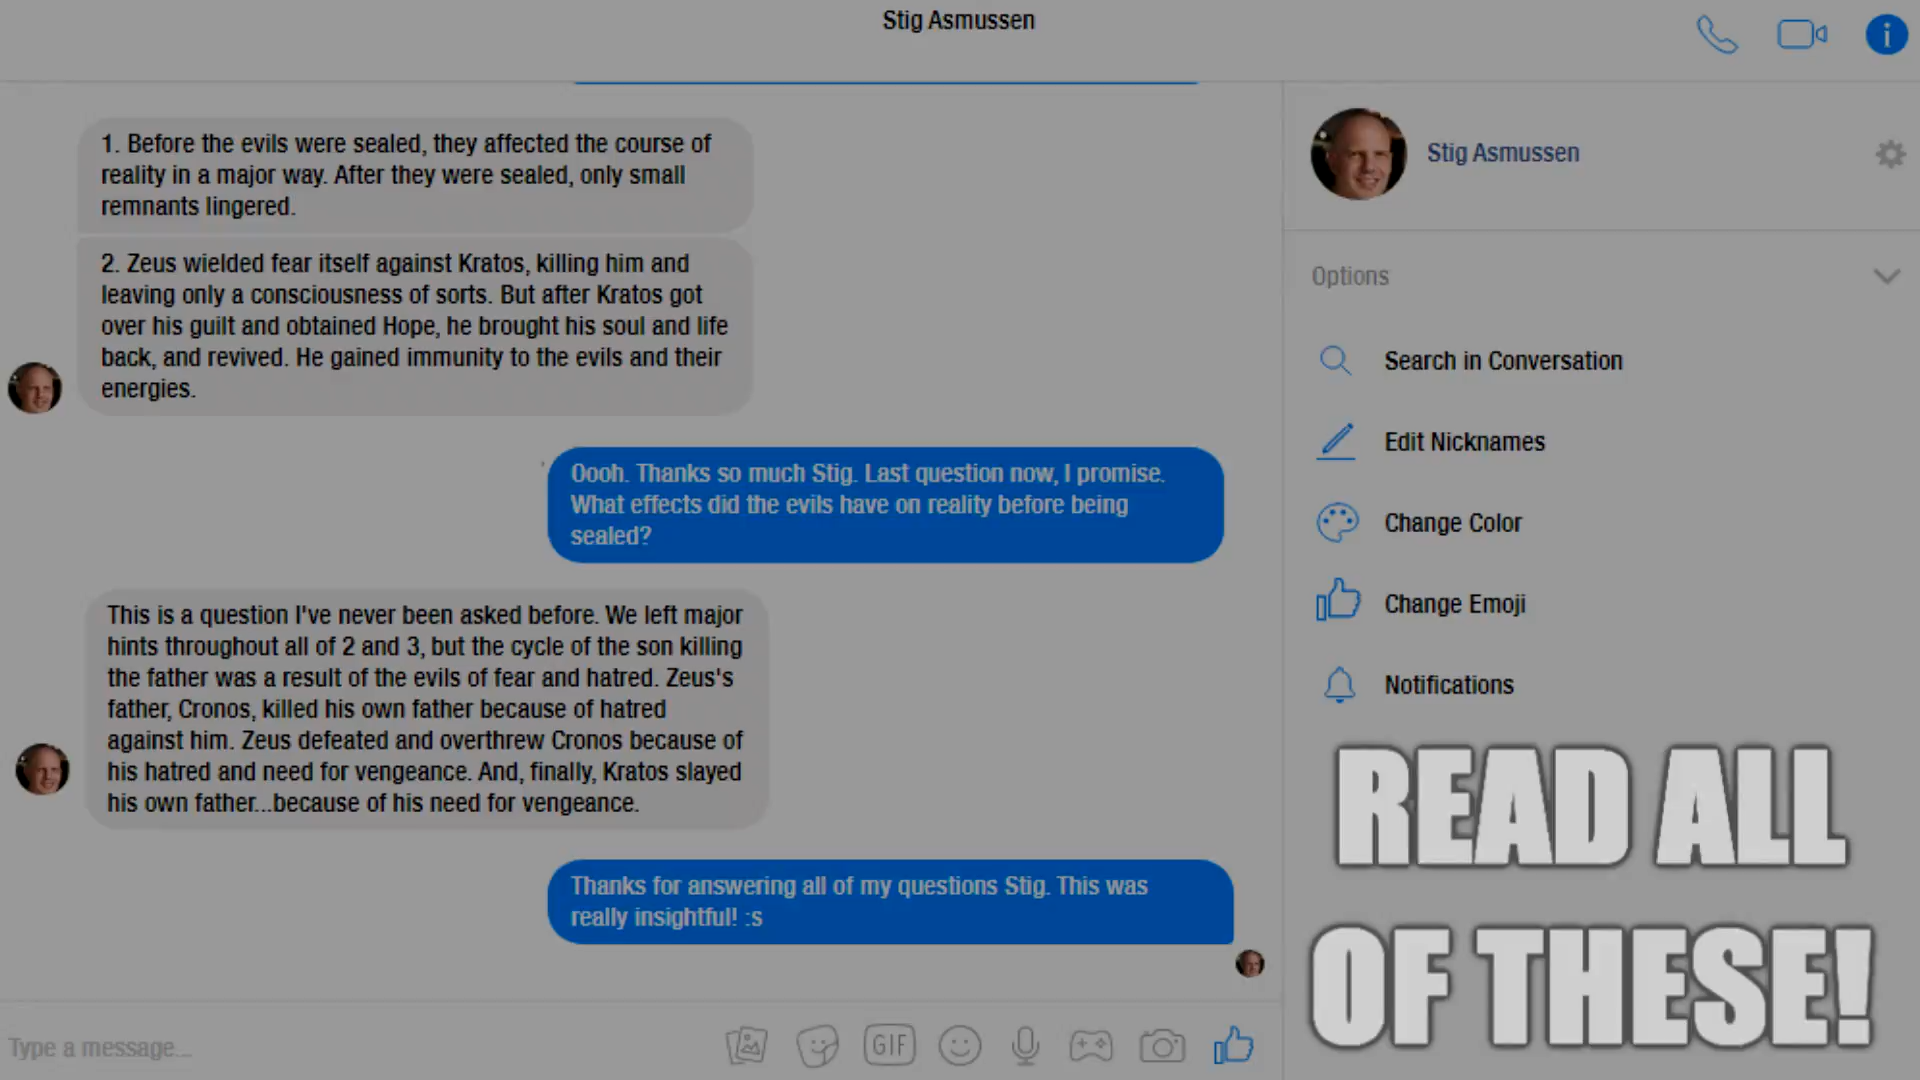 Stig Asmussen
1. Before the evils were sealed, they affected the course of
reality in a major way. After they were sealed, only small
remnants lingered.
2. Zeus wielded fear itself against Kratos, killing him and
leaving only a consciousness of sorts. But after Kratos got
over his guilt and obtained Hope, he brought his soul and life
back, and revived. He gained immunity to the evils and their
energies.
Oooh. Thanks so much Stig. Last question now, I promise.
What effects did the evils have on reality before being
sealed?
This is a question I've never been asked before. We left major
hints throughout all of 2 and 3, but the cycle of the son killing
the father was a result of the evils of fear and hatred. Zeus's
father, Cronos, killed his own father because of hatred
against him. Zeus defeated and overthrew Cronos because of
his hatred and need for vengeance. And, finally, Kratos slayed
his own father...because of his need for vengeance.
Thanks for answering all of my questions Stig. This was
really insightful! :s
Type a message...
GIF
Stig Asmussen
Options
Search in Conversation
Edit Nicknames
Change Color
Change Emoji
Notifications
READ ALL
OF THESE!